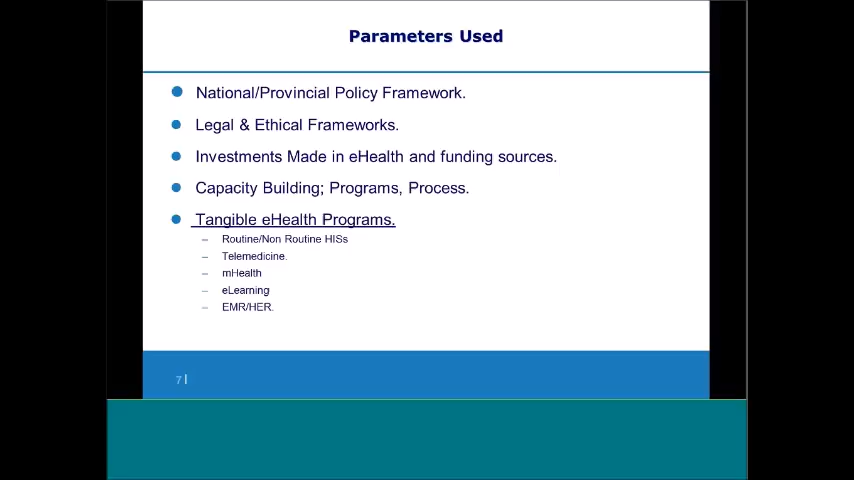 Parameters Used
National/Provincial Policy Framework.
Legal & Ethical Frameworks.
Investments Made in eHealth and funding sources.
Capacity Building; Programs, Process.
Tangible eHealth Programs.
– Routine/Non Routine HISs
– Telemedicine.
– mHealth
– eLearning
– EMR/HER.
7 |